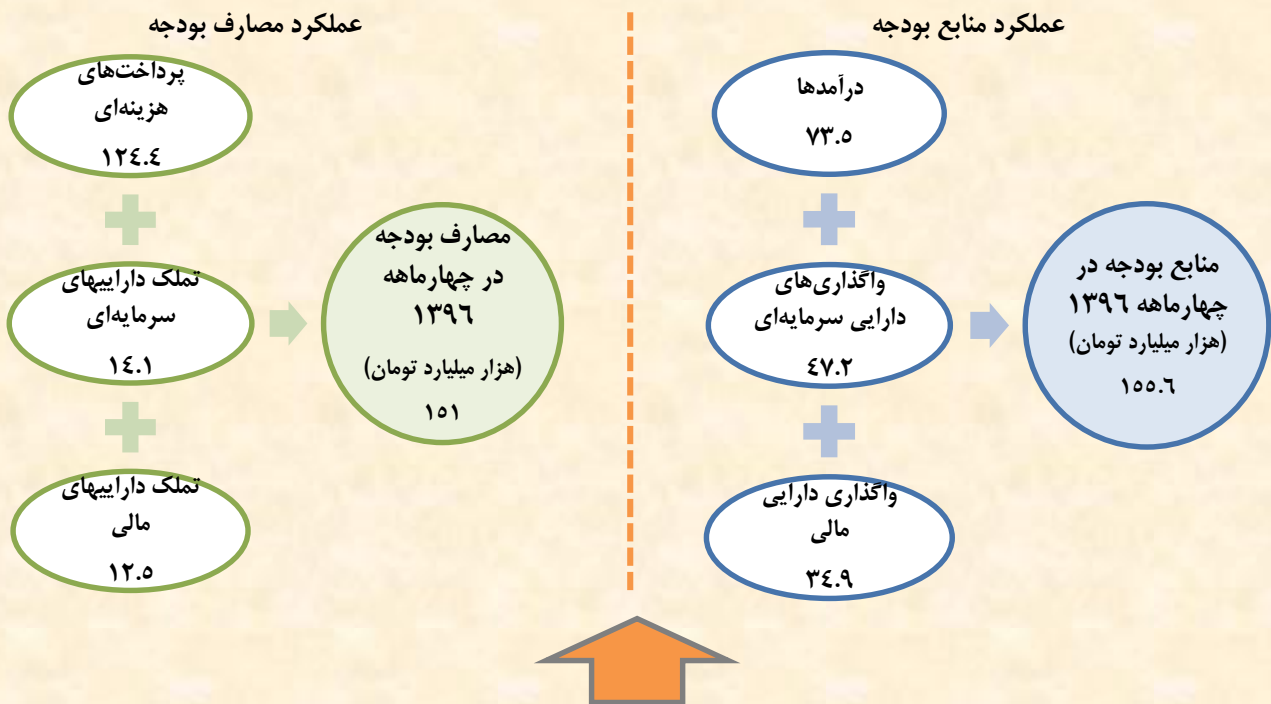 عملکرد منابع بودجه
درآمدها
۷۳.۵
واگذاری‌های
دارایی سرمایه‌ای
٤۷.۲
واگذاری دارایی
مالی
۳٤.۹
منابع بودجه در
چهارماهه ۱۳۹٦
(هزار میلیارد تومان)
۱۵۵.٦
عملکرد مصارف بودجه
پرداخت‌های
هزینه‌ای
۱۲٤.٤
تملک داراییهای
سرمایه‌ای
۱٤.۱
تملک داراییهای
مالی
۱۲.۵
مصارف بودجه
در چهارماهه
۱۳۹٦
(هزار میلیارد تومان)
۱۵۱